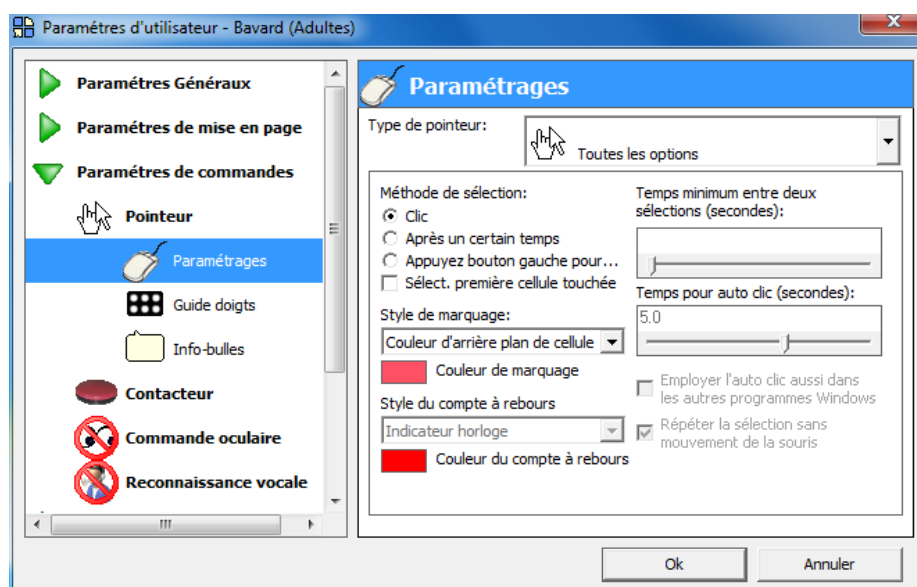 Paramétres d'utilisateur - Bavard (Adultes)
Paramétres Généraux
Paramétres de mise en page
Paramétres de commandes
Pointeur
Paramétrages
Guide doigts
Info-bulles
Contacteur
Commande oculaire
Reconnaissance vocale
Paramétrages
Type de pointeur:
Toutes les options
Méthode de sélection:
Clic
Après un certain temps
Appuyez bouton gauche pour...
Sélect. première cellule touchée
Style de marquage:
Couleur d'arrière plan de cellule
Couleur de marquage
Style du compte à rebours
Indicateur horloge
Couleur du compte à rebours
Temps minimum entre deux
sélections (secondes):
Temps pour auto clic (secondes):
5.0
Employer l'auto clic aussi dans
les autres programmes Windows
Répéter la sélection sans
mouvement de la souris
Ok
Annuler